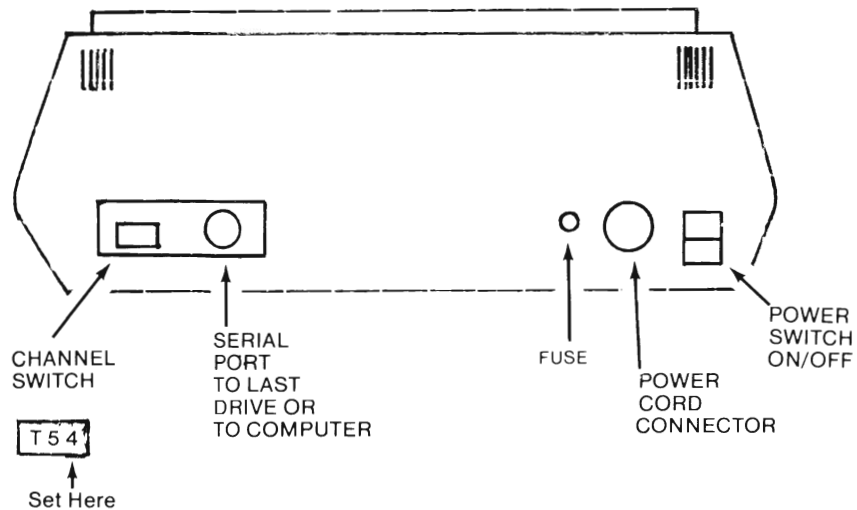 CHANNEL
SWITCH
SERIAL
PORT
TO LAST
DRIVE OR
TO COMPUTER
FUSE
POWER
CORD
CONNECTOR
POWER
SWITCH
ON/OFF
T 5 4
Set Here